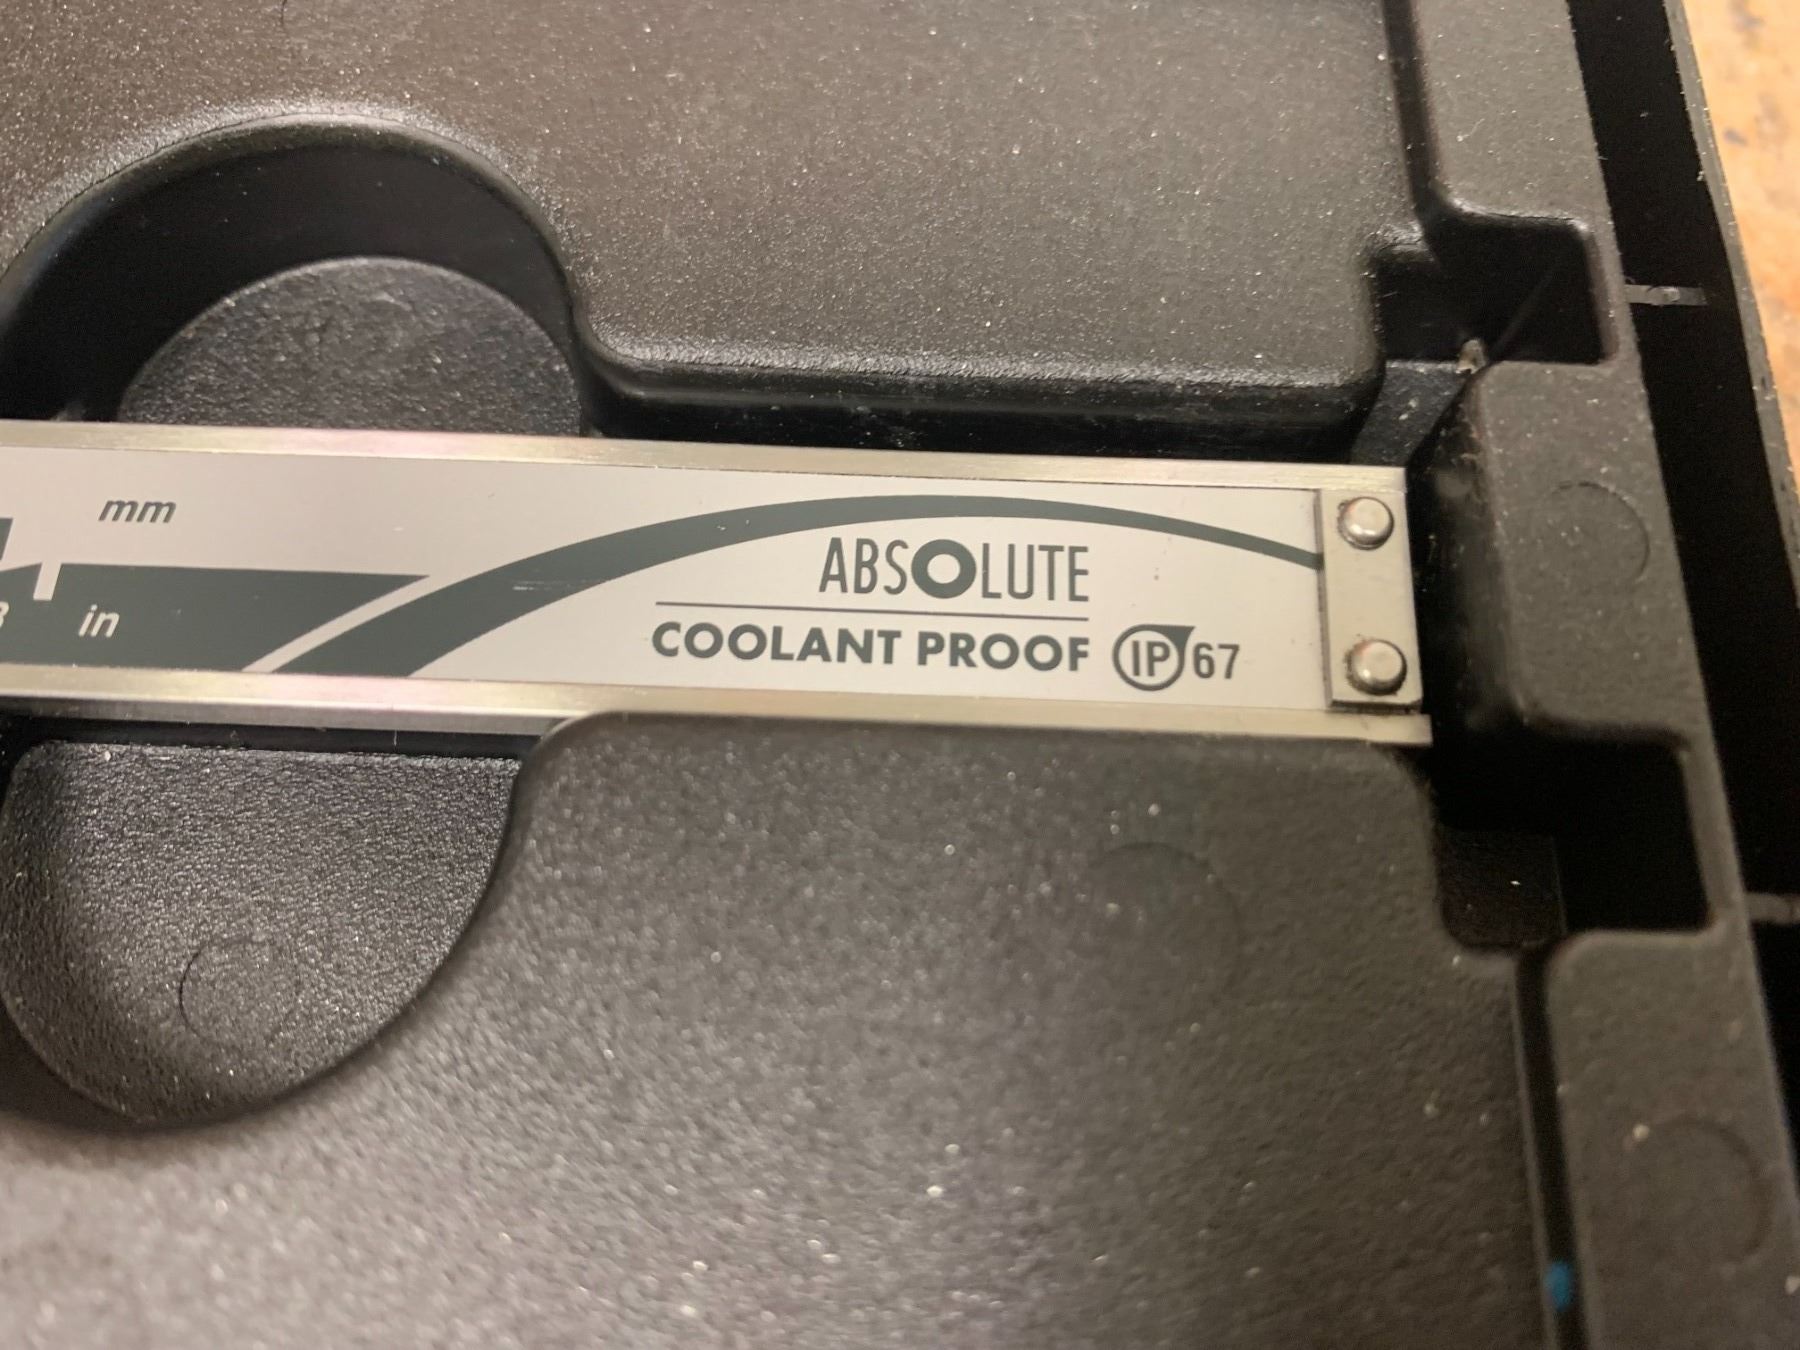 mm
ABSOLUTE
COOLANT PROOF IP67
in